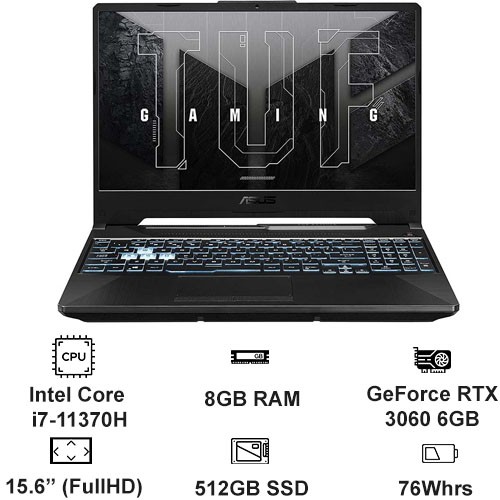 TUF
GAMING
ASUS
CPU
GB
Intel Core
i7-11370H
8GB RAM
GeForce RTX
3060 6GB
15.6” (FullHD)
512GB SSD
76Whrs